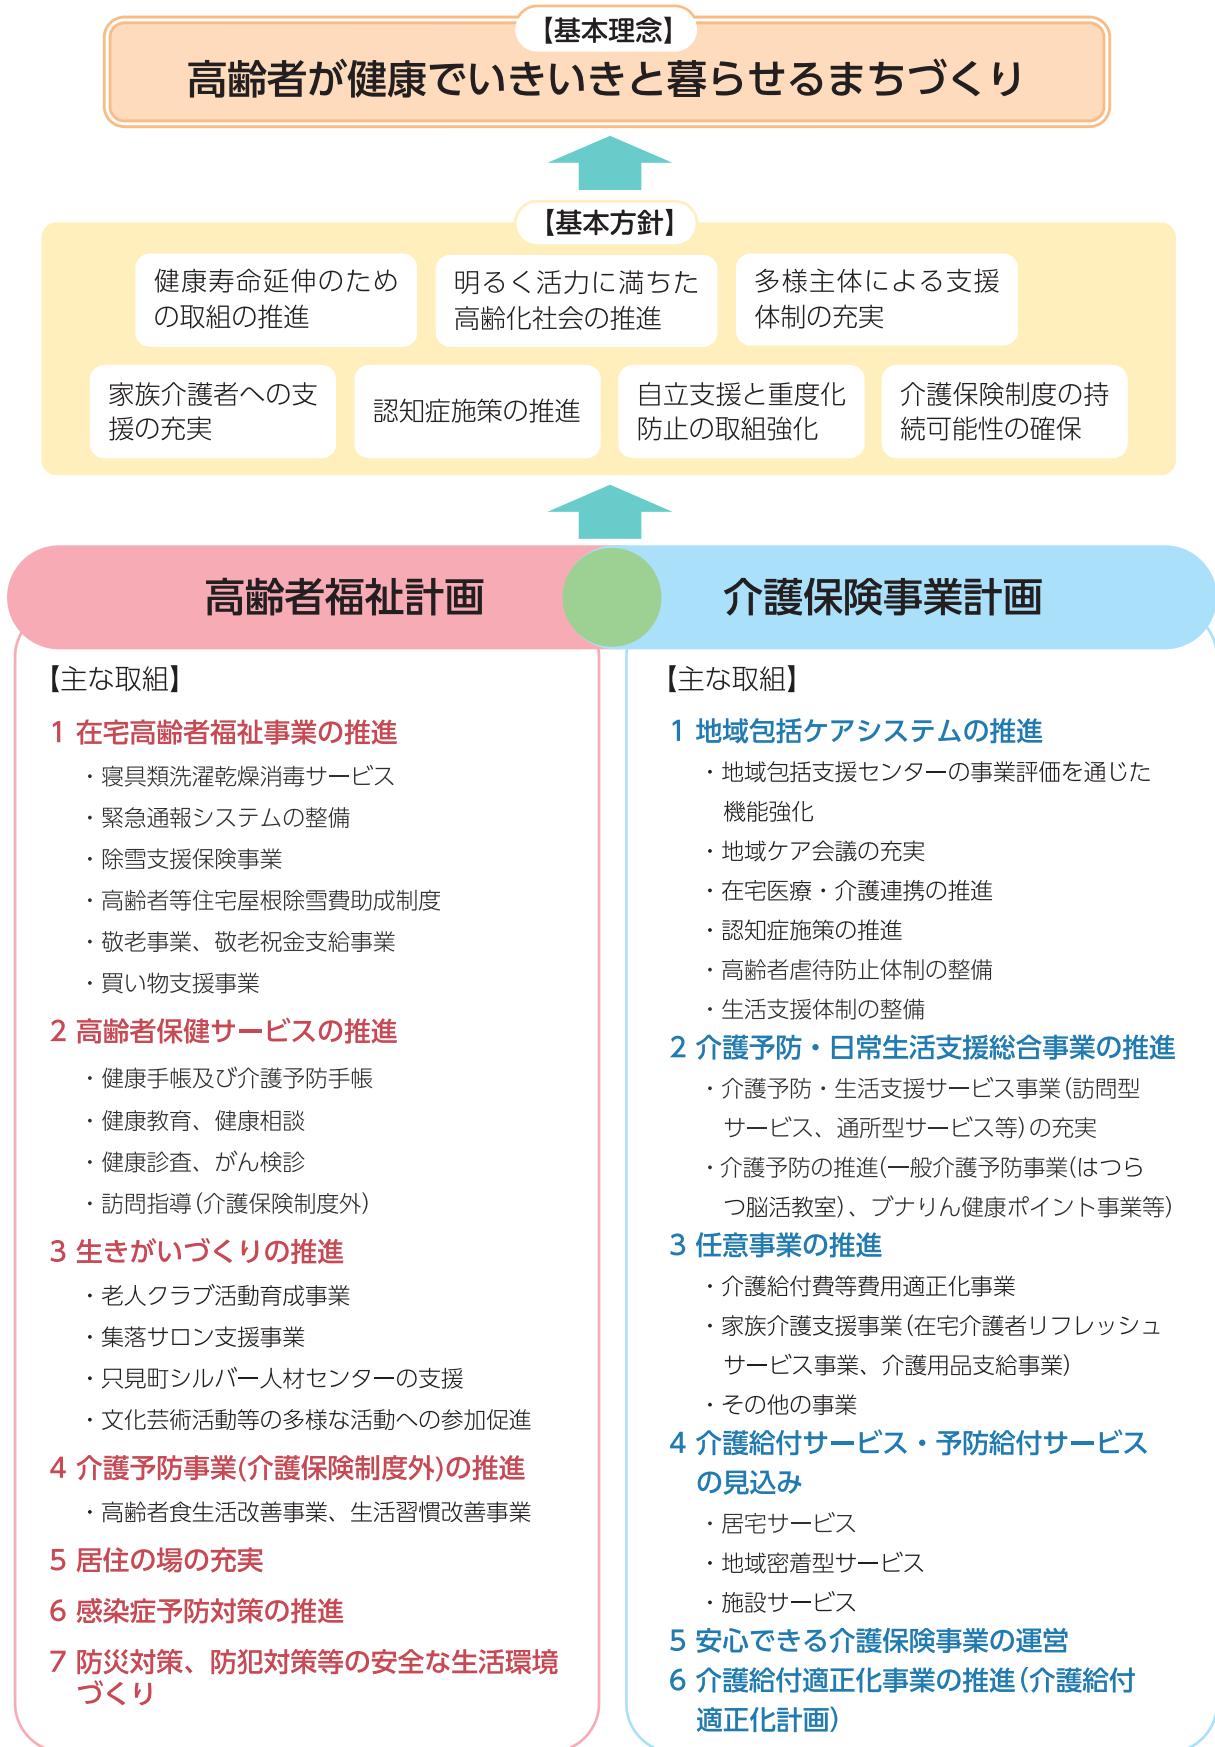 【基本理念】
高齢者が健康でいきいきと暮らせるまちづくり
【基本方針】
健康寿命延伸のため
の取組の推進
明るく活力に満ちた
高齢化社会の推進
多様主体による支援
体制の充実
家族介護者への支
援の充実
認知症施策の推進
自立支援と重度化
防止の取組強化
介護保険制度の持
続可能性の確保
高齢者福祉計画
【主な取組】
1 在宅高齢者福祉事業の推進
・寝具類洗濯乾燥消毒サービス
・緊急通報システムの整備
・除雪支援保険事業
・高齢者等住宅屋根除雪費助成制度
・敬老事業、敬老祝金支給事業
・買い物支援事業
2 高齢者保健サービスの推進
・健康手帳及び介護予防手帳
・健康教育、健康相談
・健康診査、がん検診
・訪問指導(介護保険制度外)
3 生きがいづくりの推進
・老人クラブ活動育成事業
・集落サロン支援事業
・只見町シルバー人材センターの支援
・文化芸術活動等の多様な活動への参加促進
4 介護予防事業(介護保険制度外)の推進
・高齢者食生活改善事業、生活習慣改善事業
5 居住の場の充実
6 感染症予防対策の推進
7 防災対策、防犯対策等の安全な生活環境
づくり
介護保険事業計画
【主な取組】
1 地域包括ケアシステムの推進
・地域包括支援センターの事業評価を通じた
機能強化
・地域ケア会議の充実
・在宅医療・介護連携の推進
・認知症施策の推進
・高齢者虐待防止体制の整備
・生活支援体制の整備
2 介護予防・日常生活支援総合事業の推進
・介護予防・生活支援サービス事業(訪問型
サービス、通所型サービス等)の充実
・介護予防の推進(一般介護予防事業(はつら
つ脳活教室)、ブナりん健康ポイント事業等)
3 任意事業の推進
・介護給付費等費用適正化事業
・家族介護支援事業(在宅介護者リフレッシュ
サービス事業、介護用品支給事業)
・その他の事業
4 介護給付サービス・予防給付サービス
の見込み
・居宅サービス
・地域密着型サービス
・施設サービス
5 安心できる介護保険事業の運営
6 介護給付適正化事業の推進(介護給付
適正化計画)